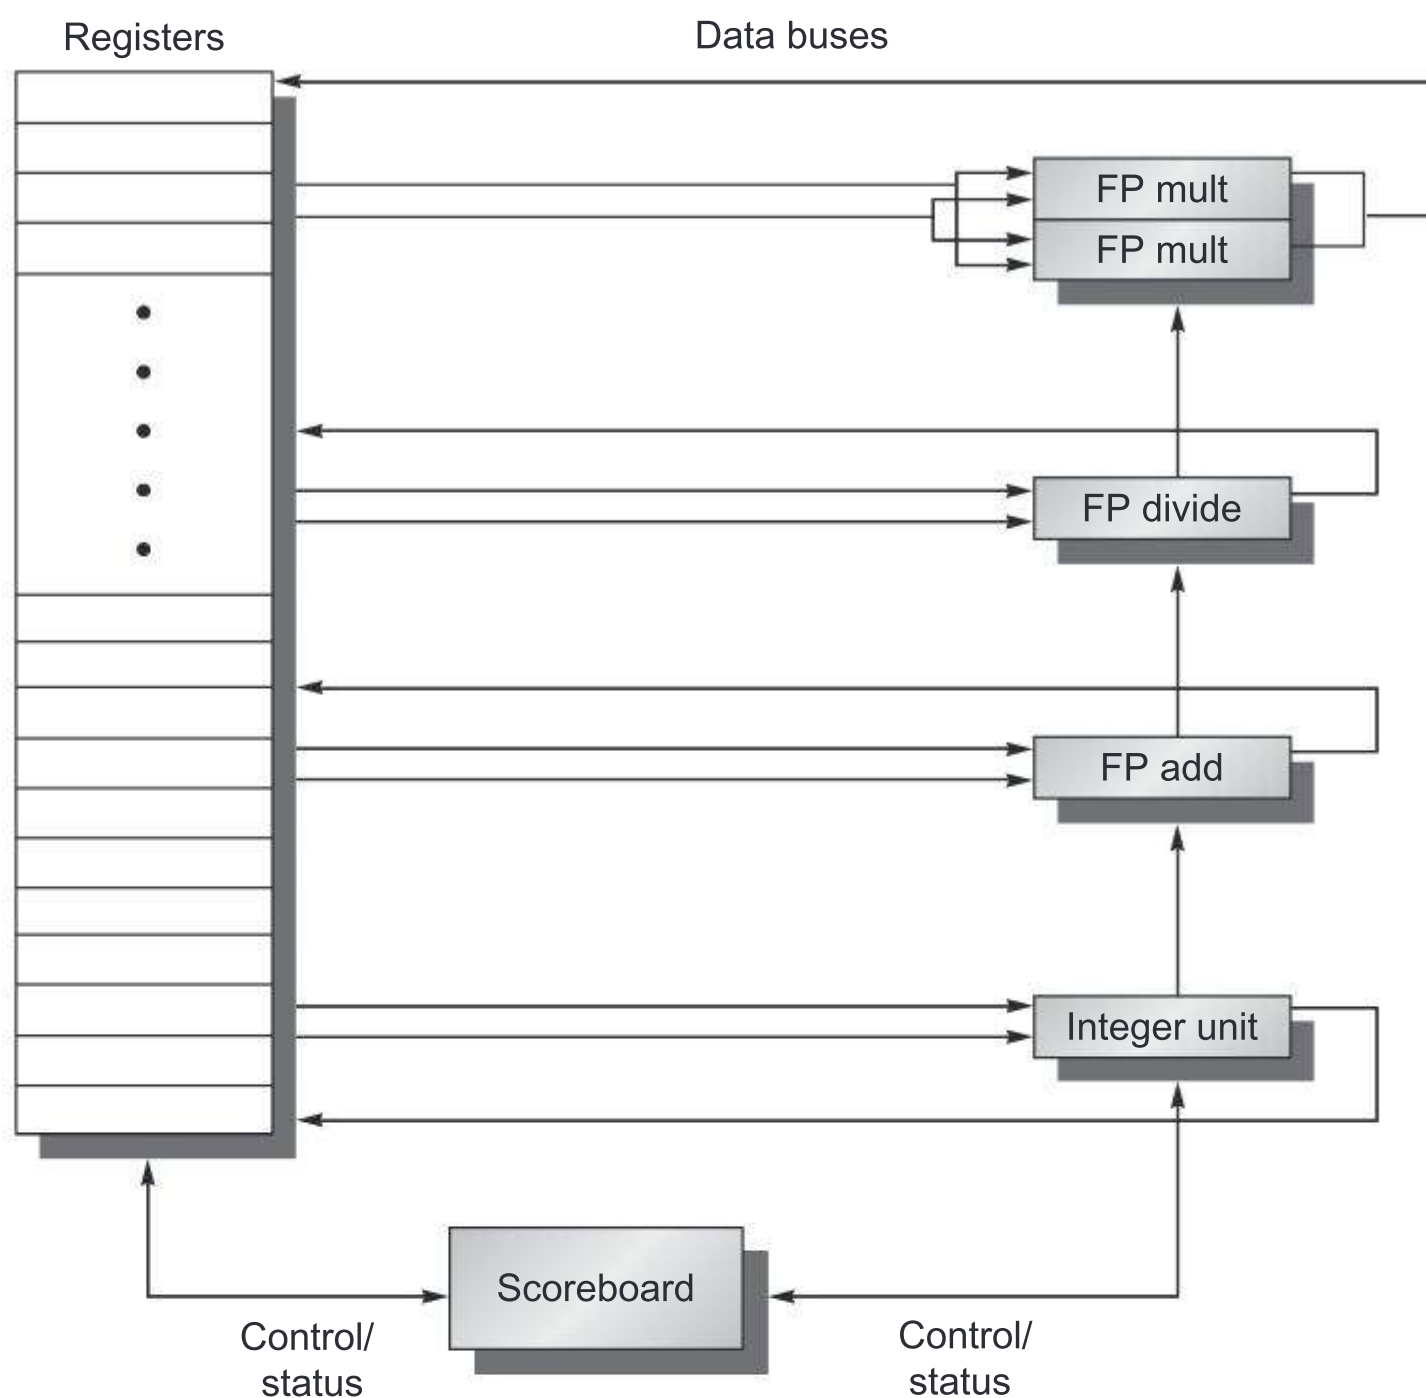 Registers
Data buses
FP mult
FP mult
FP divide
FP add
Integer unit
Scoreboard
Control/
status
Control/
status